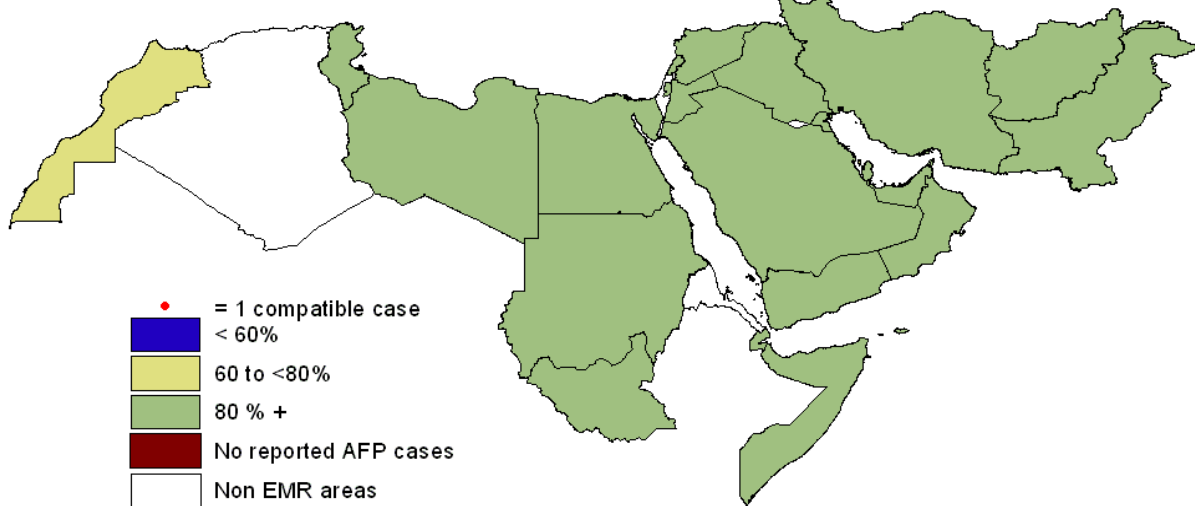 = 1 compatible case
< 60%
60 to <80%
80 % +
No reported AFP cases
Non EMR areas